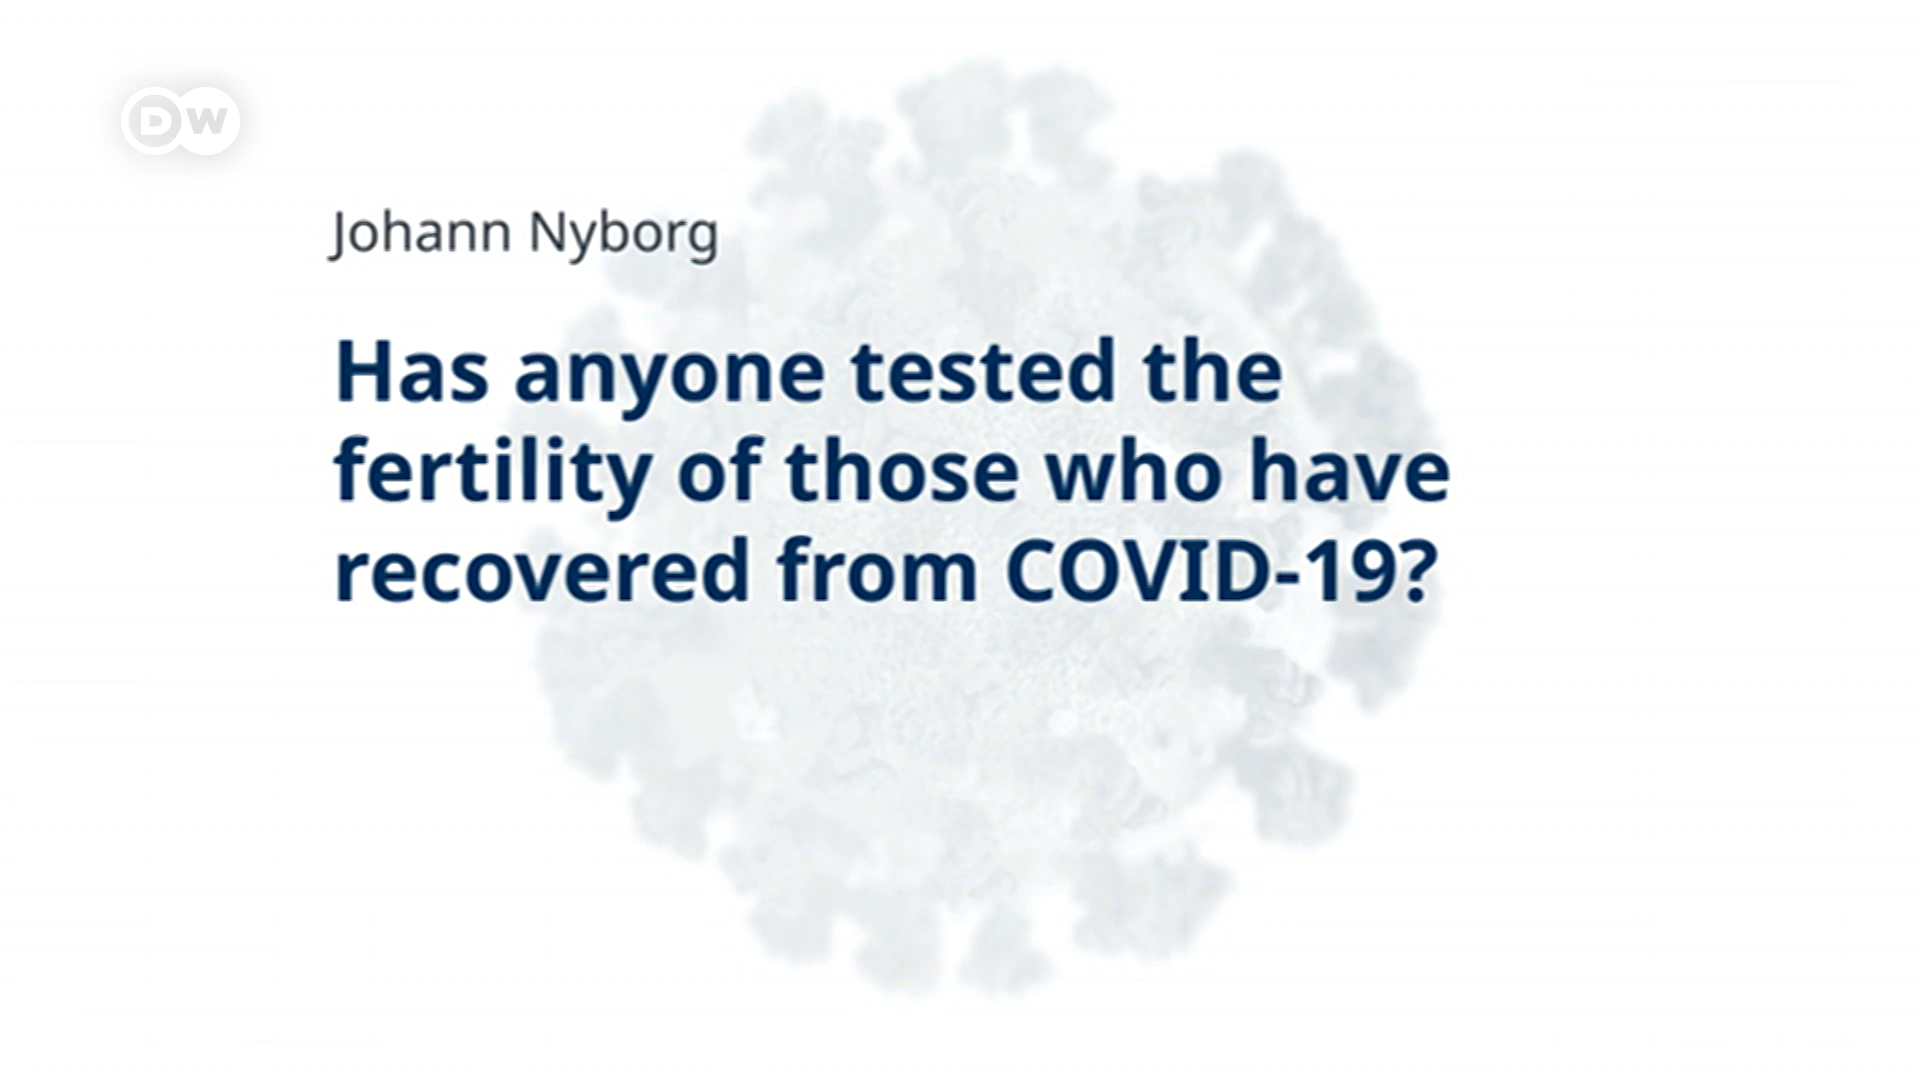 DW
Johann Nyborg
Has anyone tested the
fertility of those who have
recovered from COVID-19?